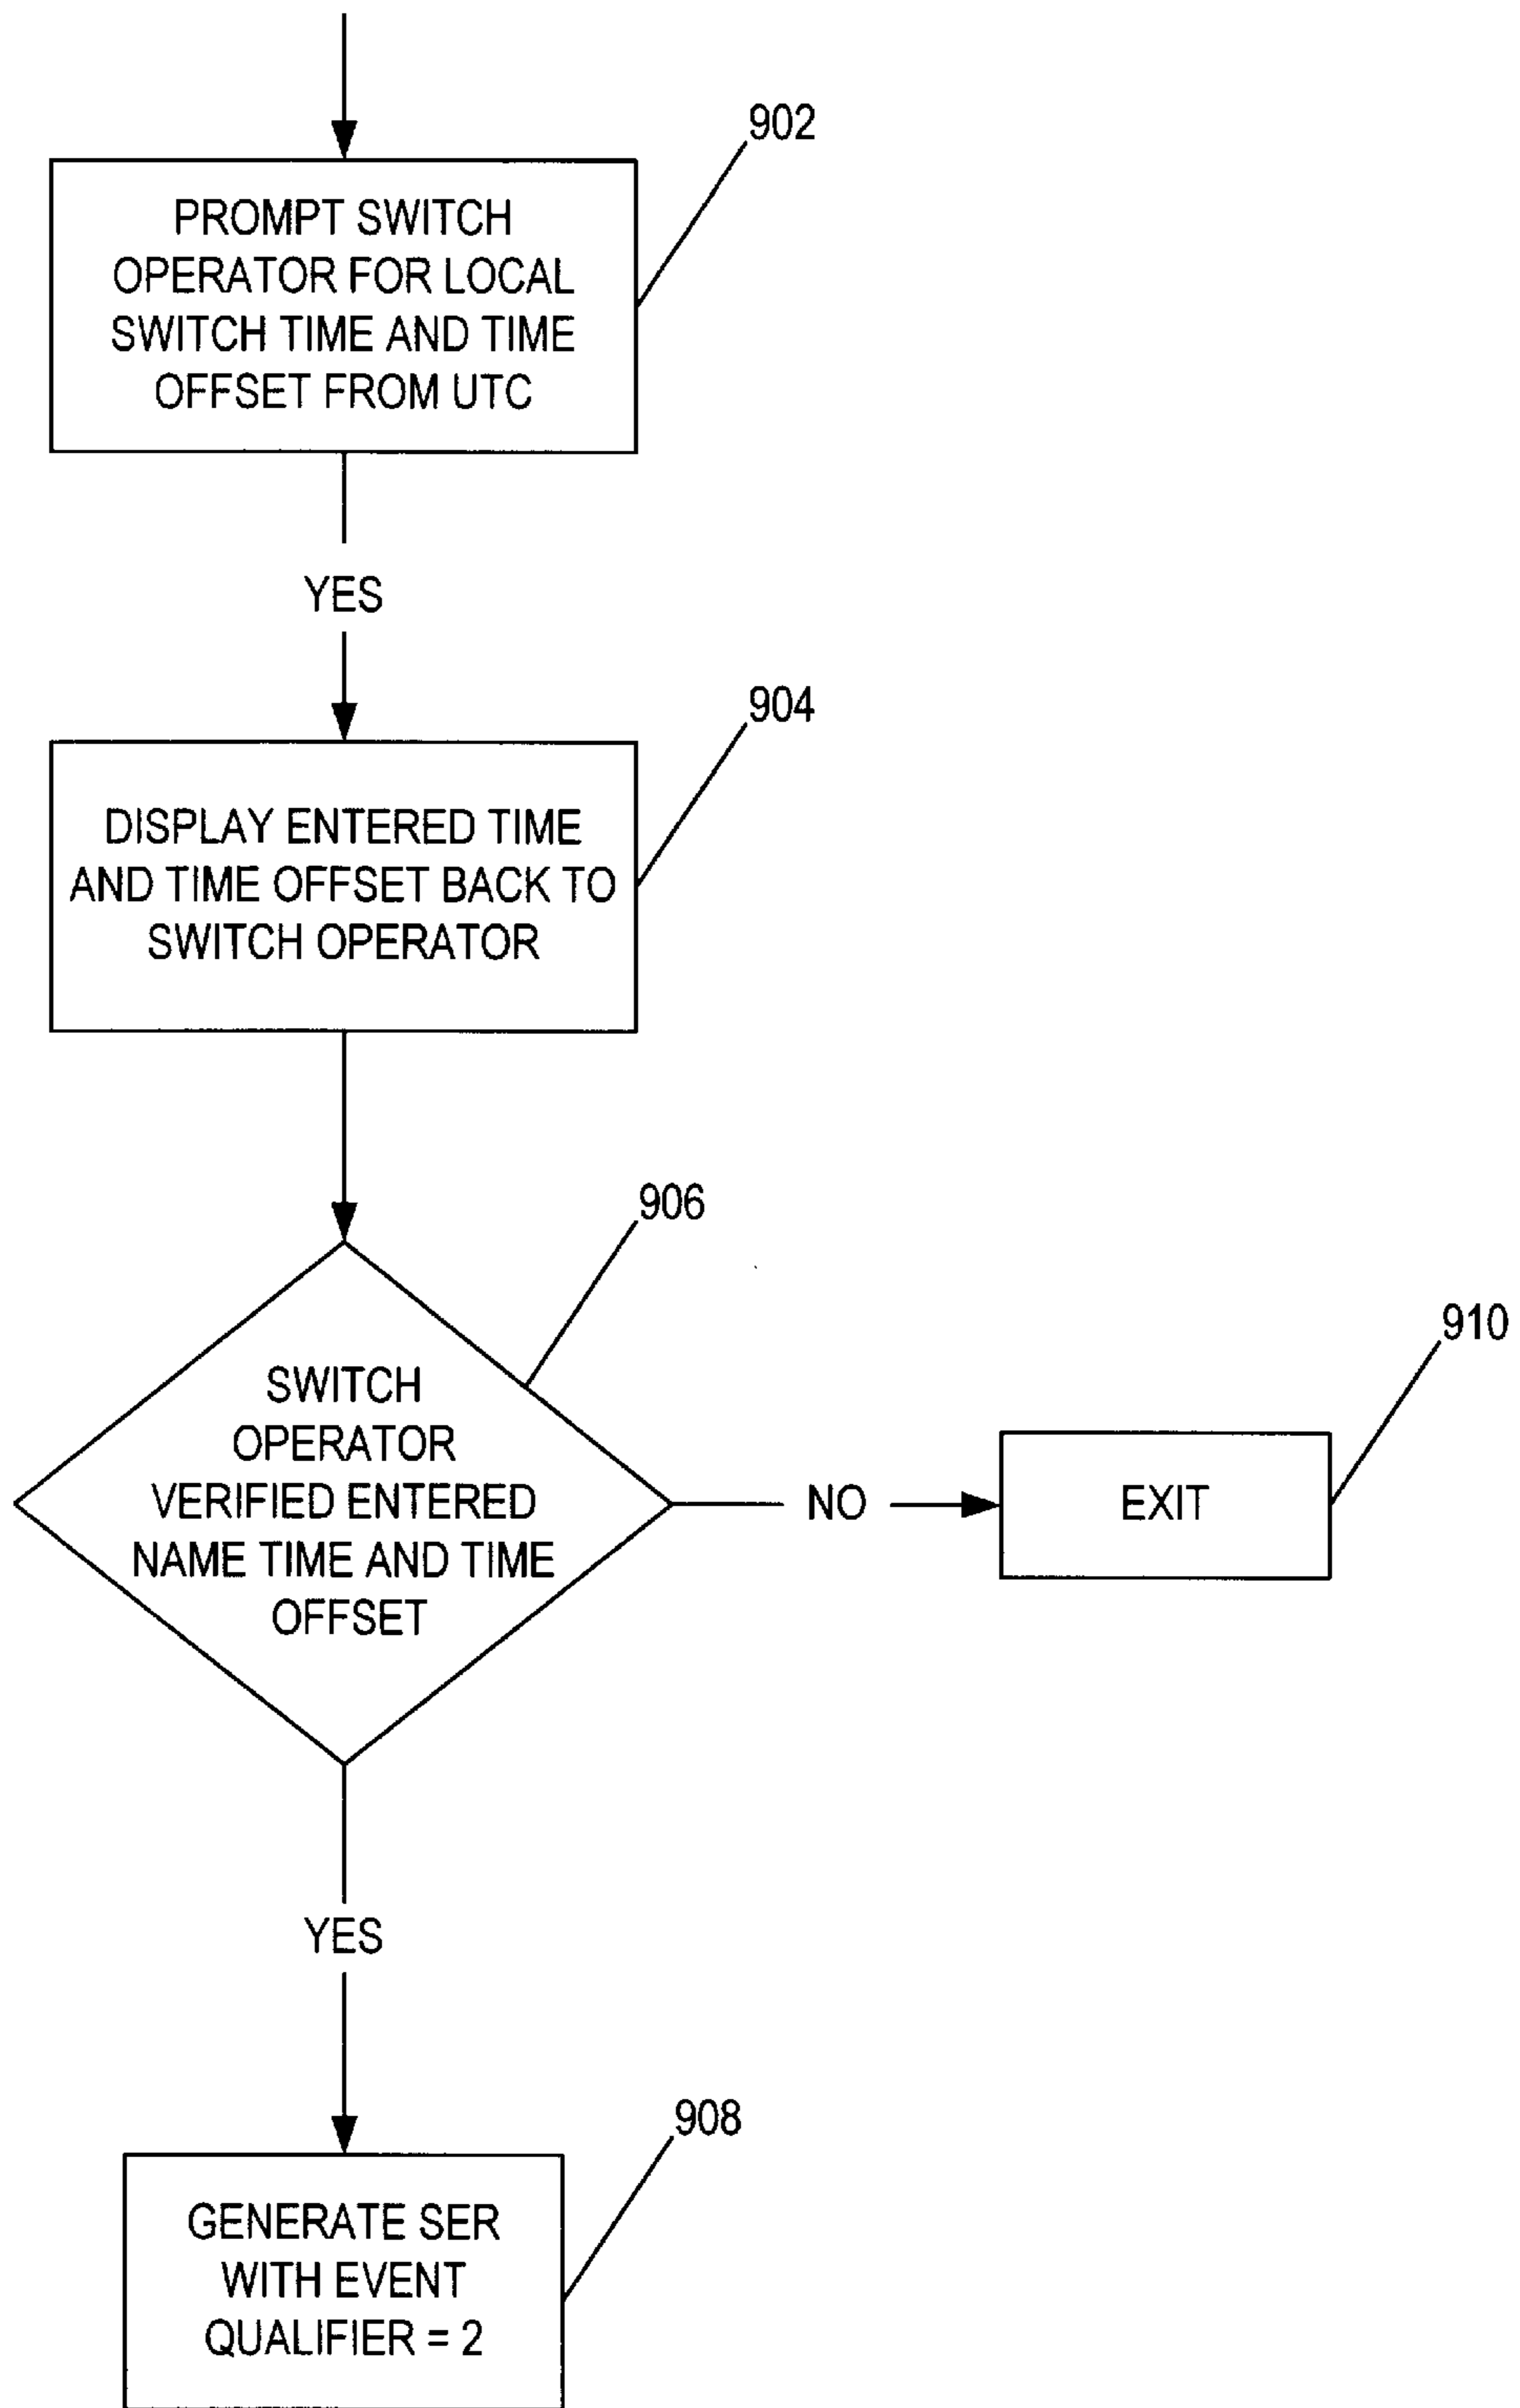 902
PROMPT SWITCH
OPERATOR FOR LOCAL
SWITCH TIME AND TIME
OFFSET FROM UTC
YES
904
DISPLAY ENTERED TIME
AND TIME OFFSET BACK TO
SWITCH OPERATOR
906
SWITCH
OPERATOR
VERIFIED ENTERED
NAME TIME AND TIME
OFFSET
NO
910
EXIT
YES
908
GENERATE SER
WITH EVENT
QUALIFIER = 2